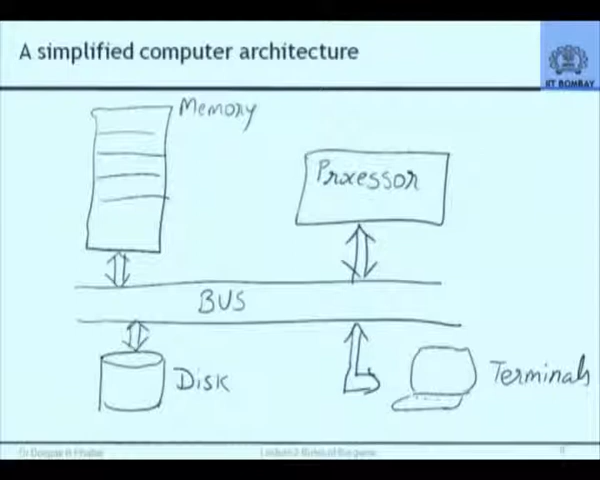 A simplified computer architecture
IIT BOMBAY
Memory
Processor
BUS
Disk
Terminals